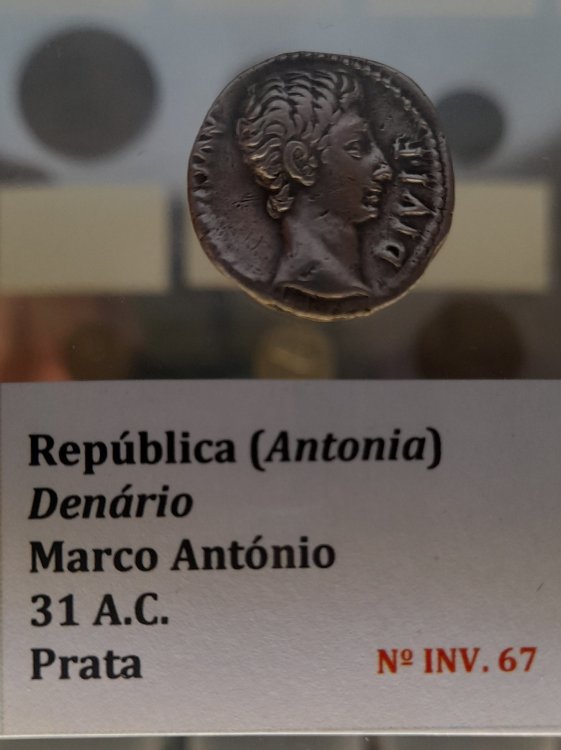 DIVI·F
República (Antonia)
Denário
Marco António
31 A.C.
Prata
Nº INV. 67